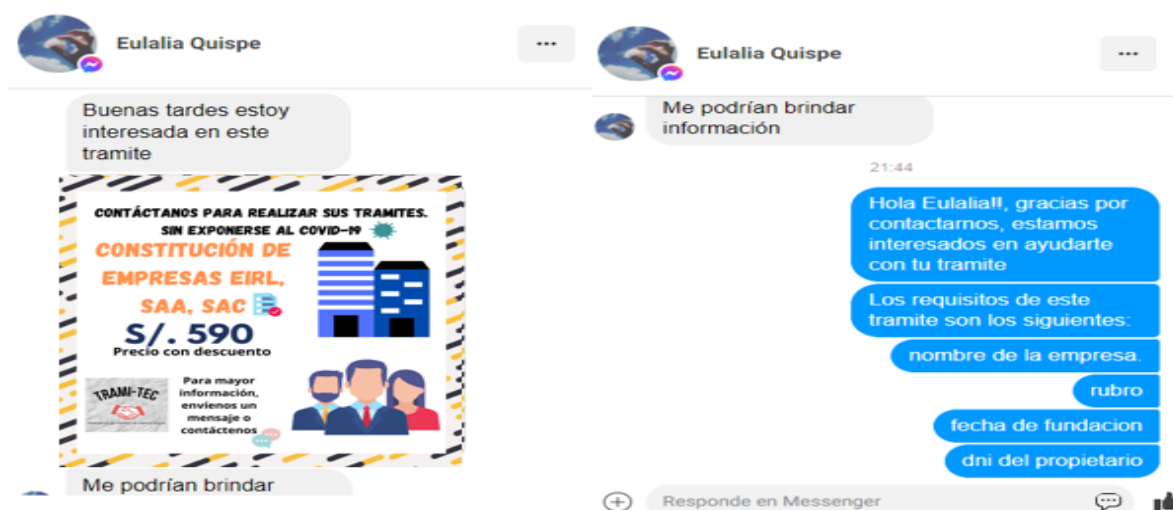 Eulalia Quispe
...
Buenas tardes estoy
interesada en este
tramite
CONTÁCTANOS PARA REALIZAR SUS TRAMITES.
SIN EXPONERSE AL COVID-19
CONSTITUCIÓN DE
EMPRESAS EIRL,
SAA, SAC
S/. 590
Precio con descuento
TRAMI-TEC
Para mayor
información,
envíenos un
mensaje o
contáctenos
Me podrían brindar
Eulalia Quispe
...
Me podrían brindar
información
21:44
Hola Eulalia!!, gracias por
contactarnos, estamos
interesados en ayudarte
con tu tramite
Los requisitos de este
tramite son los siguientes:
nombre de la empresa.
rubro
fecha de fundacion
dni del propietario
Responde en Messenger